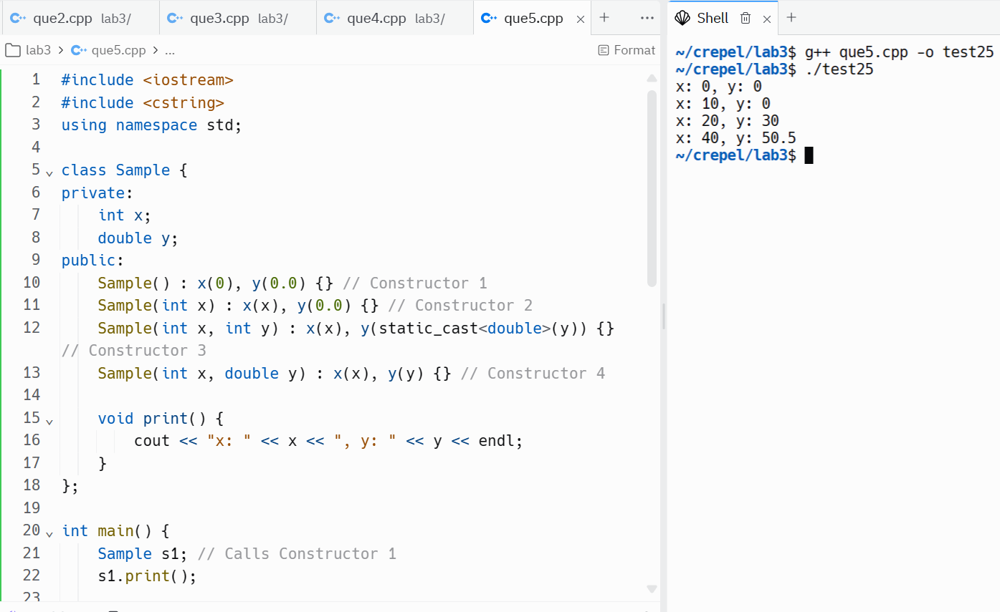 que2.cpp lab3/ que3.cpp lab3/ que4.cpp lab3/ que5.cpp × + ...
lab3 > que5.cpp > ... Format
1 #include <iostream>
2 #include <cstring>
3 using namespace std;
4
5 class Sample {
6 private:
7     int x;
8     double y;
9 public:
10     Sample() : x(0), y(0.0) {} // Constructor 1
11     Sample(int x) : x(x), y(0.0) {} // Constructor 2
12     Sample(int x, int y) : x(x), y(static_cast<double>(y)) {}
// Constructor 3
13     Sample(int x, double y) : x(x), y(y) {} // Constructor 4
14
15     void print() {
16         cout << "x: " << x << ", y: " << y << endl;
17     }
18 };
19
20 int main() {
21     Sample s1; // Calls Constructor 1
22     s1.print();
23
Shell × +
~/crepel/lab3$ g++ que5.cpp -o test25
~/crepel/lab3$ ./test25
x: 0, y: 0
x: 10, y: 0
x: 20, y: 30
x: 40, y: 50.5
~/crepel/lab3$